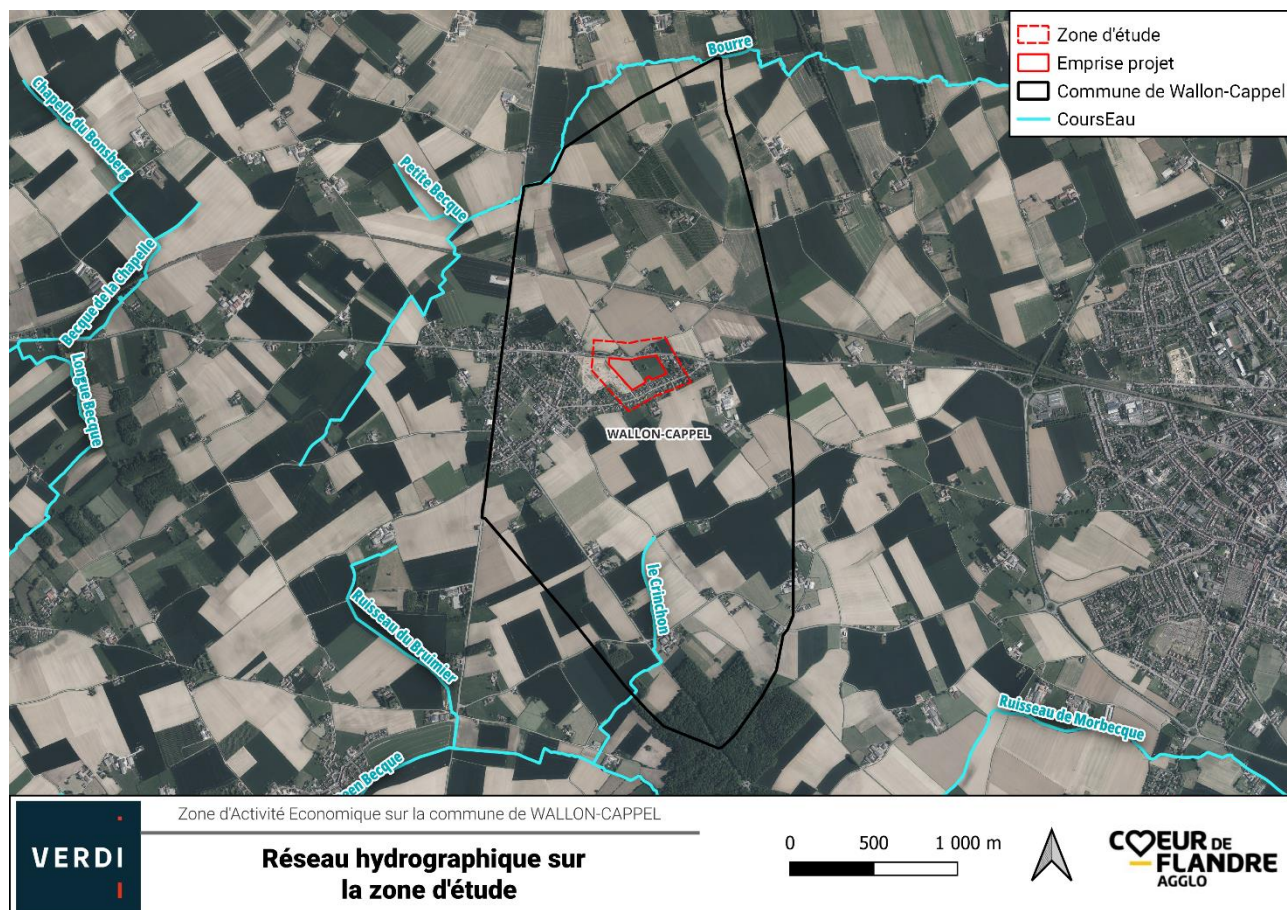 Bourre
Zone d'étude
Emprise projet
Commune de Wallon-Cappel
CoursEau
Chapelle du Bonsberg
Petite Becque
Becque de la Chapelle
Longue Becque
WALLON-CAPPEL
le Crinchon
Ruisseau du Bruimier
Ruisseau de Morbecque
een Becque
VERDI
Zone d'Activité Economique sur la commune de WALLON-CAPPEL
Réseau hydrographique sur
la zone d'étude
0 500 1 000 m
CŒUR DE
FLANDRE
AGGLO